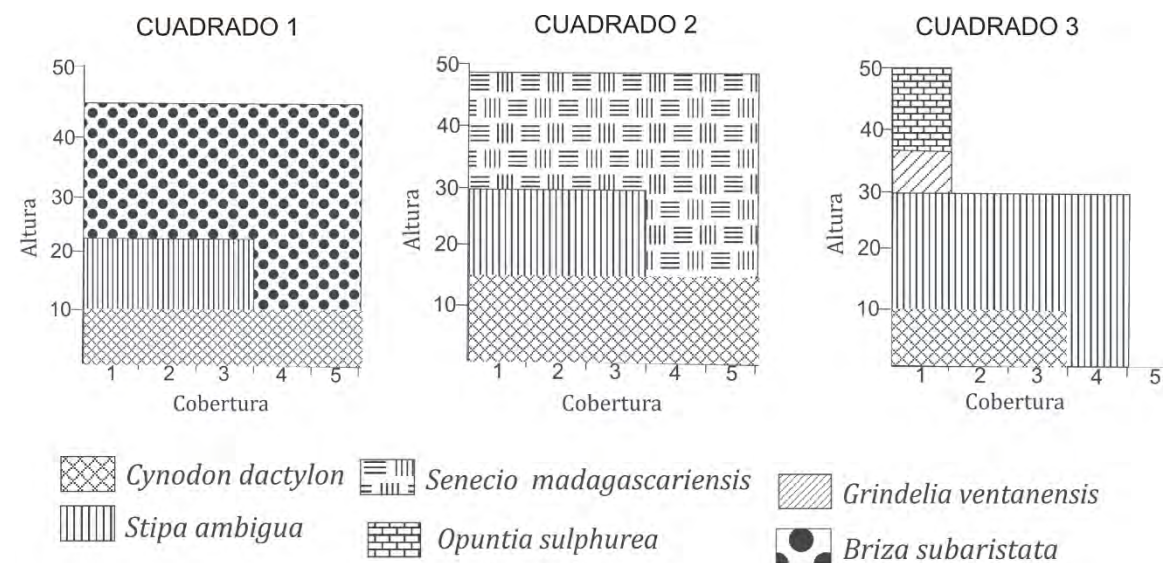 CUADRADO 1
50
40
30
20
10
Altura
1 2 3 4 5
Cobertura
CUADRADO 2
50
40
30
20
10
Altura
1 2 3 4 5
Cobertura
CUADRADO 3
50
40
30
20
10
Altura
1 2 3 4 5
Cobertura
Cynodon dactylon
Senecio madagascariensis
Grindelia ventanensis
Stipa ambigua
Opuntia sulphurea
Briza subaristata